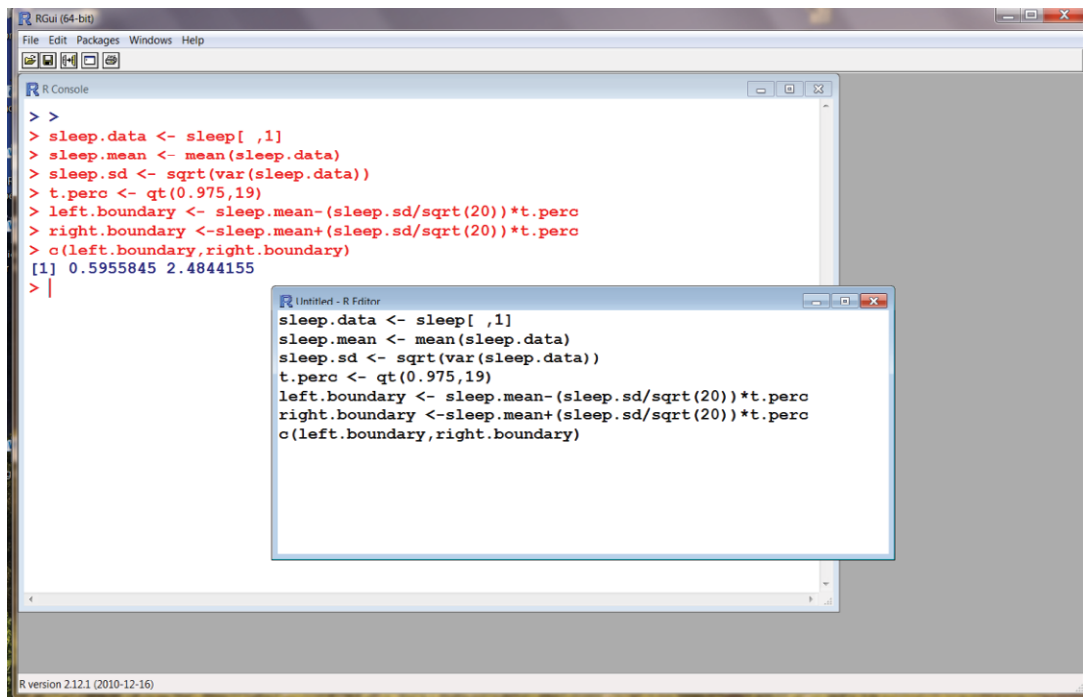 RGui (64-bit)
File Edit Packages Windows Help
R Console
> >
> sleep.data <- sleep[ ,1]
> sleep.mean <- mean(sleep.data)
> sleep.sd <- sqrt(var(sleep.data))
> t.perc <- qt(0.975,19)
> left.boundary <- sleep.mean-(sleep.sd/sqrt(20))*t.perc
> right.boundary <-sleep.mean+(sleep.sd/sqrt(20))*t.perc
> c(left.boundary,right.boundary)
[1] 0.5955845 2.4844155
>
Untitled - R Editor
sleep.data <- sleep[ ,1]
sleep.mean <- mean(sleep.data)
sleep.sd <- sqrt(var(sleep.data))
t.perc <- qt(0.975,19)
left.boundary <- sleep.mean-(sleep.sd/sqrt(20))*t.perc
right.boundary <-sleep.mean+(sleep.sd/sqrt(20))*t.perc
c(left.boundary,right.boundary)
R version 2.12.1 (2010-12-16)